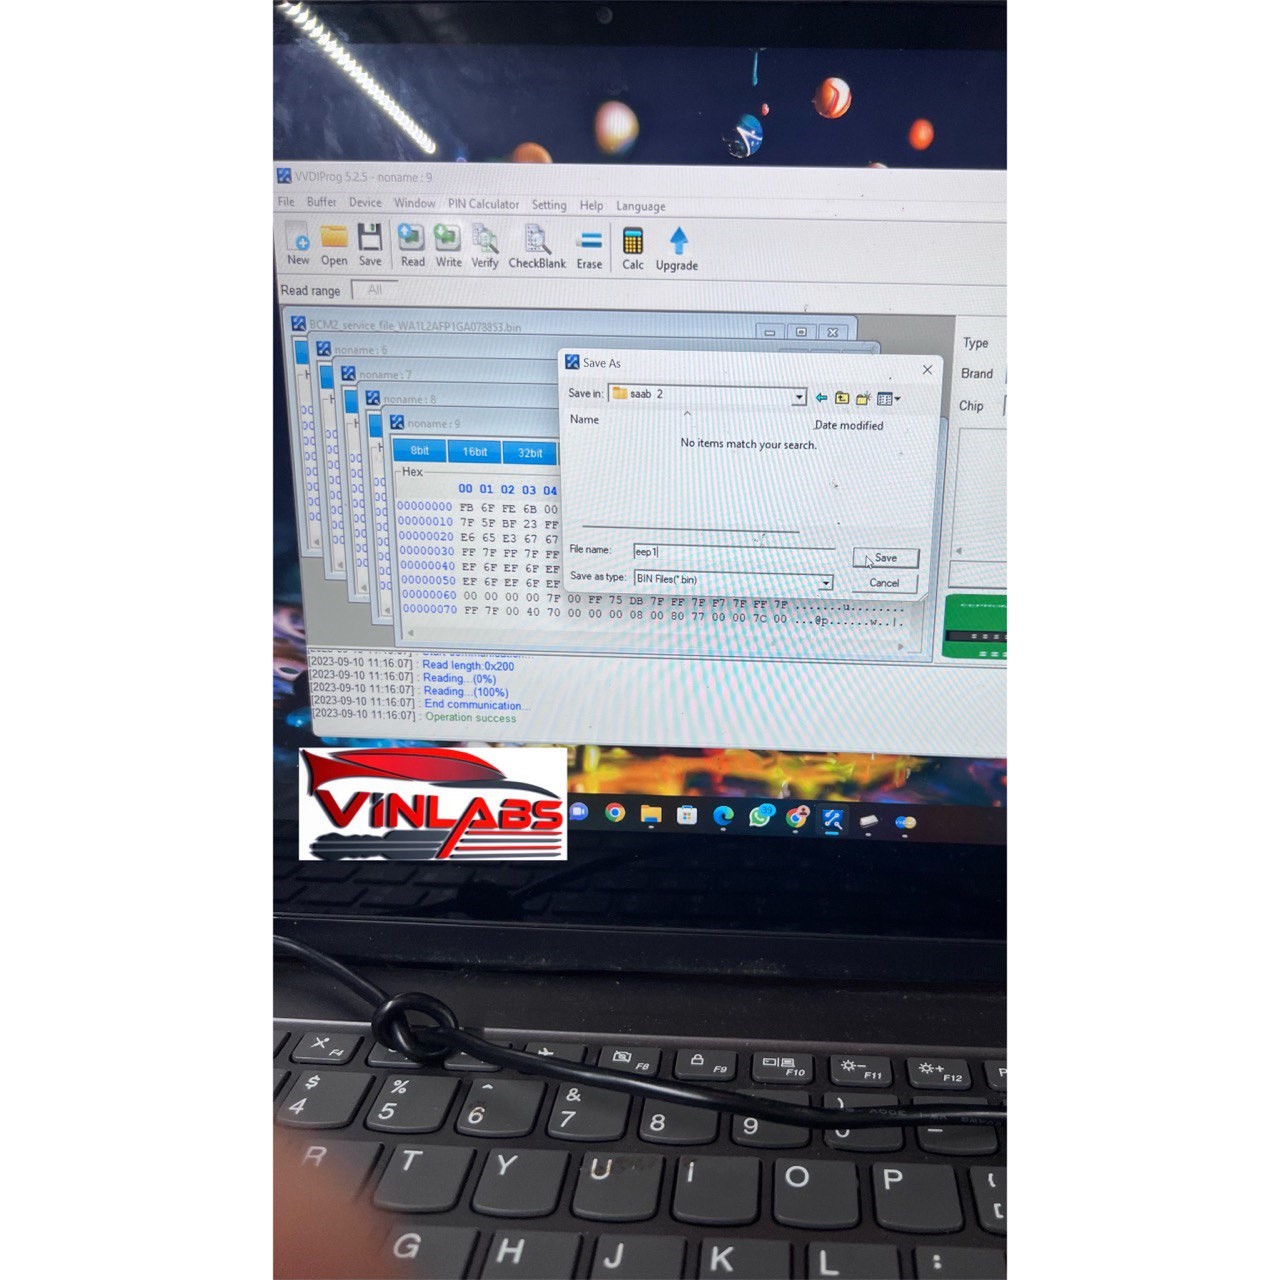 VVDIProg 5.2.5 - noname : 9
File Buffer Device Window PIN Calculator Setting Help Language
New Open Save Read Write Verify CheckBlank Erase Calc Upgrade
Read range All
BCM2_service_file_WA1L2AFP1GA078853.bin
noname : 6
noname : 7
noname : 8
noname : 9
Type
Brand
Chip
Save As
Save in: saab 2
Name Date modified
No items match your search.
File name: eep1 Save
Save as type: BIN Files(*.bin) Cancel
8bit 16bit 32bit
Hex
00 01 02 03 04
00000000 FB 6F FE 6B 00
00000010 7F 5F BF 23 FF
00000020 E6 65 E3 67 67
00000030 FF 7F FF 7F FF
00000040 EF 6F EF 6F EF
00000050 EF 6F EF 6F EF
00000060 00 00 00 00 7F 00 FF 75 DB 7F FF 7F F7 7F FF 7F
00000070 FF 7F 00 40 70 00 00 00 08 00 80 77 00 00 7C 00 ...@p......w..|.
[2023-09-10 11:16:07] : Read length:0x200
[2023-09-10 11:16:07] : Reading...(0%)
[2023-09-10 11:16:07] : Reading...(100%)
[2023-09-10 11:16:07] : End communication...
[2023-09-10 11:16:07] : Operation success
ViNLABS
F4 F8 F9 F10 F11 F12
$ % ^ &
4 5 6 7 8 9
R T Y U I O P
G H J K L